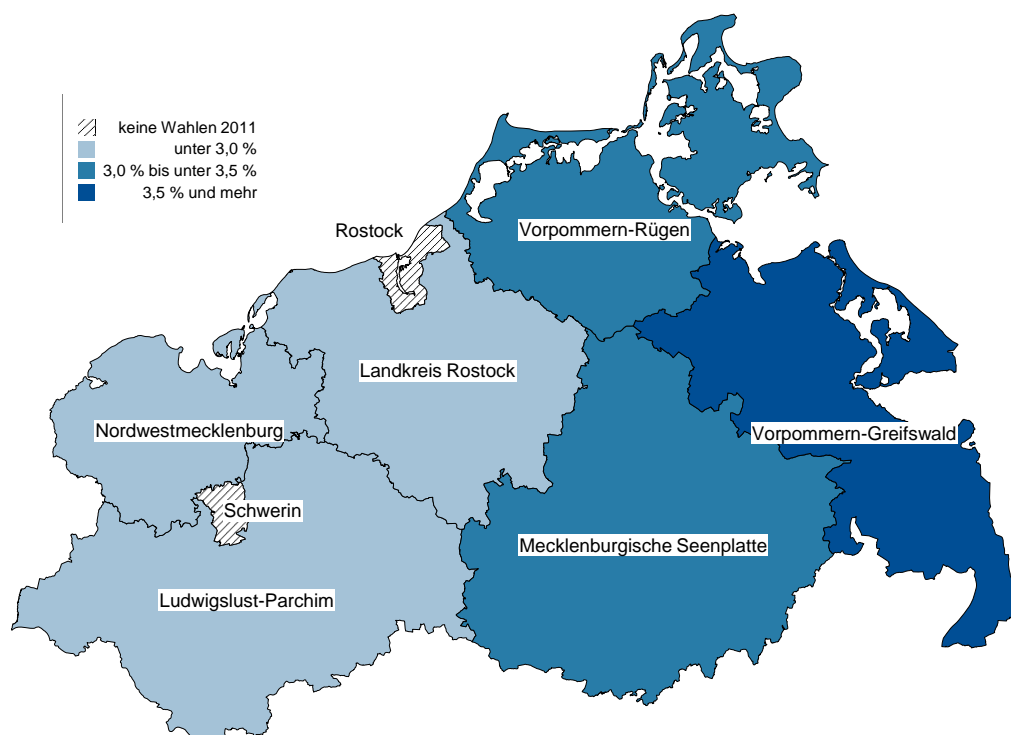 keine Wahlen 2011
unter 3,0 %
3,0 % bis unter 3,5 %
3,5 % und mehr
Rostock
Vorpommern-Rügen
Landkreis Rostock
Nordwestmecklenburg
Vorpommern-Greifswald
Schwerin
Mecklenburgische Seenplatte
Ludwigslust-Parchim